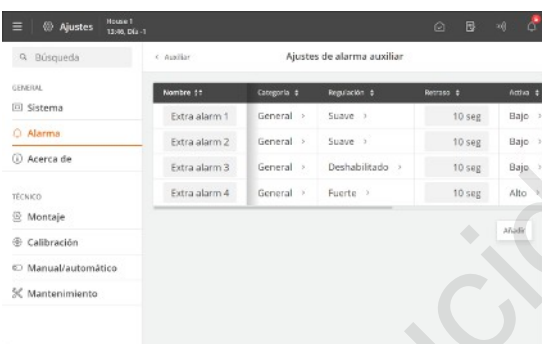 Ajustes
House 1
13:46, Día -1
Búsqueda
‹ Auxiliar
Ajustes de alarma auxiliar
GENERAL
Sistema
Alarma
Acerca de
TÉCNICO
Montaje
Calibración
Manual/automático
Mantenimiento
Nombre Categoría Regulación Retraso Activa
Extra alarm 1 General › Suave › 10 seg Bajo ›
Extra alarm 2 General › Suave › 10 seg Bajo ›
Extra alarm 3 General › Deshabilitado › 10 seg Bajo ›
Extra alarm 4 General › Fuerte › 10 seg Alto ›
Añadir